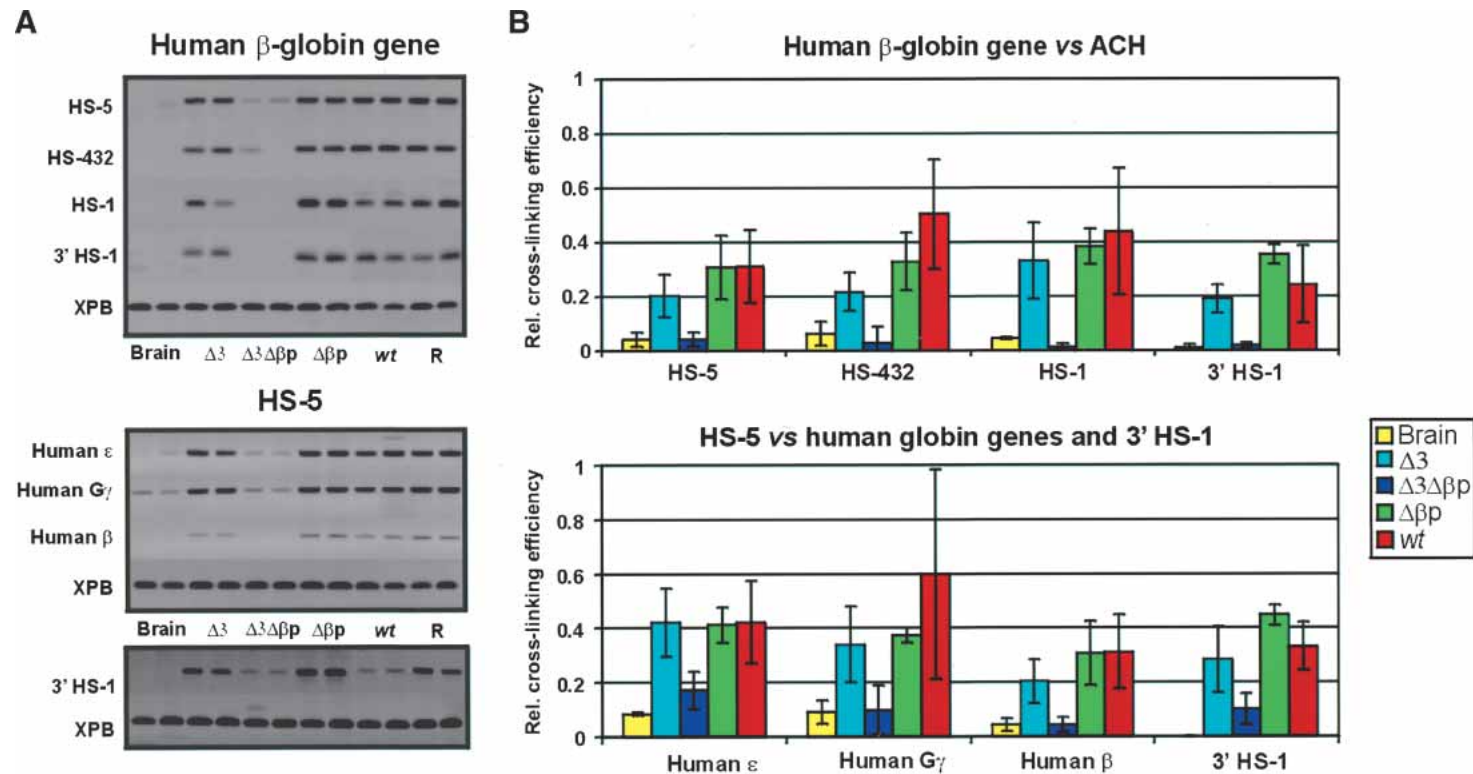 A
Human β-globin gene
HS-5
HS-432
HS-1
3' HS-1
XPB
Brain Δ3 Δ3Δβp Δβp wt R
HS-5
Human ε
Human Gγ
Human β
XPB
Brain Δ3 Δ3Δβp Δβp wt R
3' HS-1
XPB
B
Human β-globin gene vs ACH
Rel. cross-linking efficiency
1
0.8
0.6
0.4
0.2
0
HS-5 HS-432 HS-1 3' HS-1
HS-5 vs human globin genes and 3' HS-1
Rel. cross-linking efficiency
1
0.8
0.6
0.4
0.2
0
Human ε Human Gγ Human β 3' HS-1
Brain
Δ3
Δ3Δβp
Δβp
wt